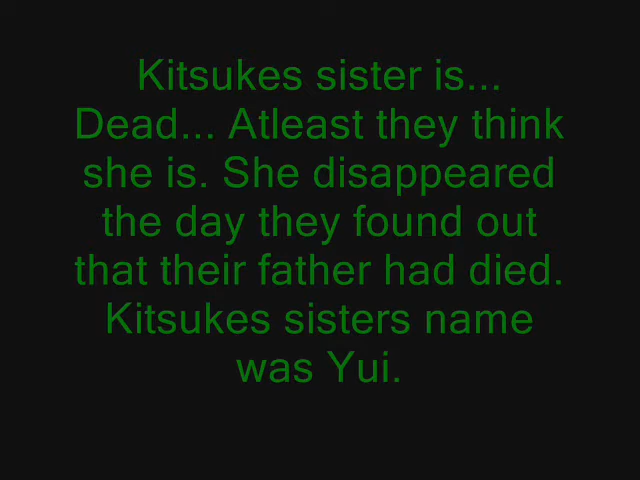 Kitsukes sister is...
Dead... Atleast they think
she is. She disappeared
the day they found out
that their father had died.
Kitsukes sisters name
was Yui.